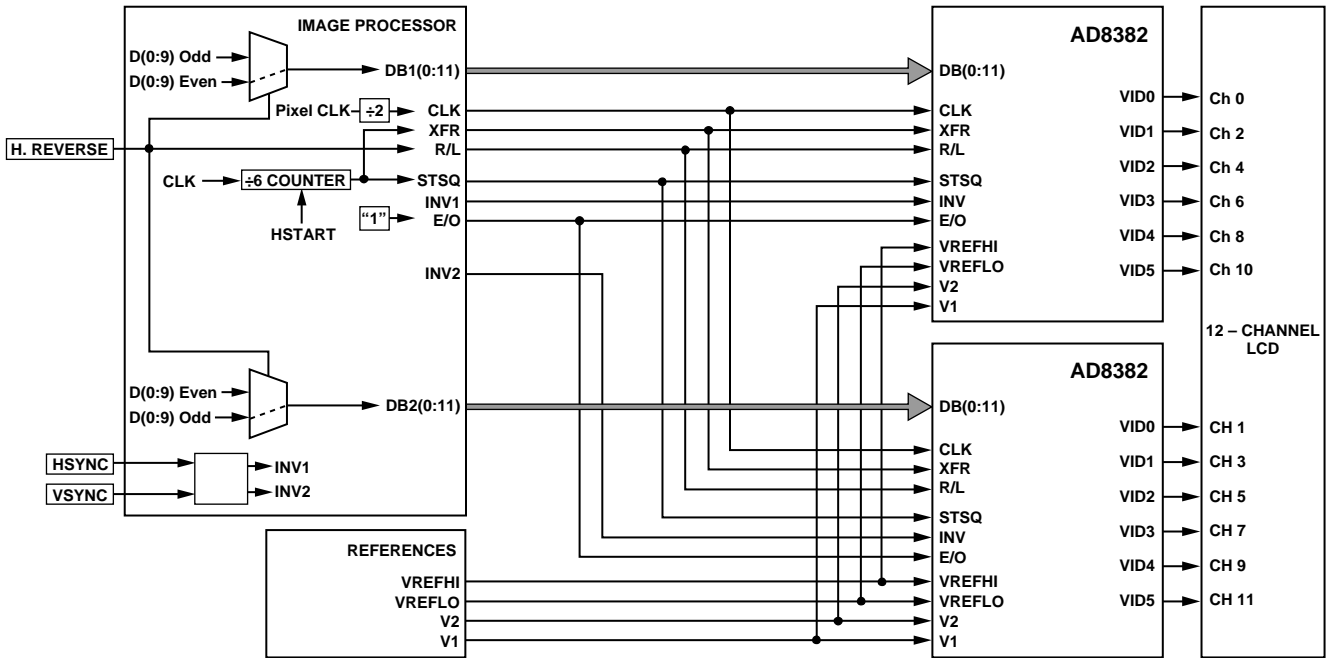 IMAGE PROCESSOR
D(0:9) Odd
D(0:9) Even
DB1(0:11)
Pixel CLK
÷2
CLK
XFR
H. REVERSE
R/L
CLK
÷6 COUNTER
STSQ
INV1
HSTART
“1”
E/O
INV2
D(0:9) Even
D(0:9) Odd
DB2(0:11)
HSYNC
VSYNC
INV1
INV2
REFERENCES
VREFHI
VREFLO
V2
V1
AD8382
DB(0:11)
CLK
XFR
R/L
STSQ
INV
E/O
VREFHI
VREFLO
V2
V1
VID0
VID1
VID2
VID3
VID4
VID5
AD8382
DB(0:11)
CLK
XFR
R/L
STSQ
INV
E/O
VREFHI
VREFLO
V2
V1
VID0
VID1
VID2
VID3
VID4
VID5
Ch 0
Ch 2
Ch 4
Ch 6
Ch 8
Ch 10
12 – CHANNEL
LCD
CH 1
CH 3
CH 5
CH 7
CH 9
CH 11